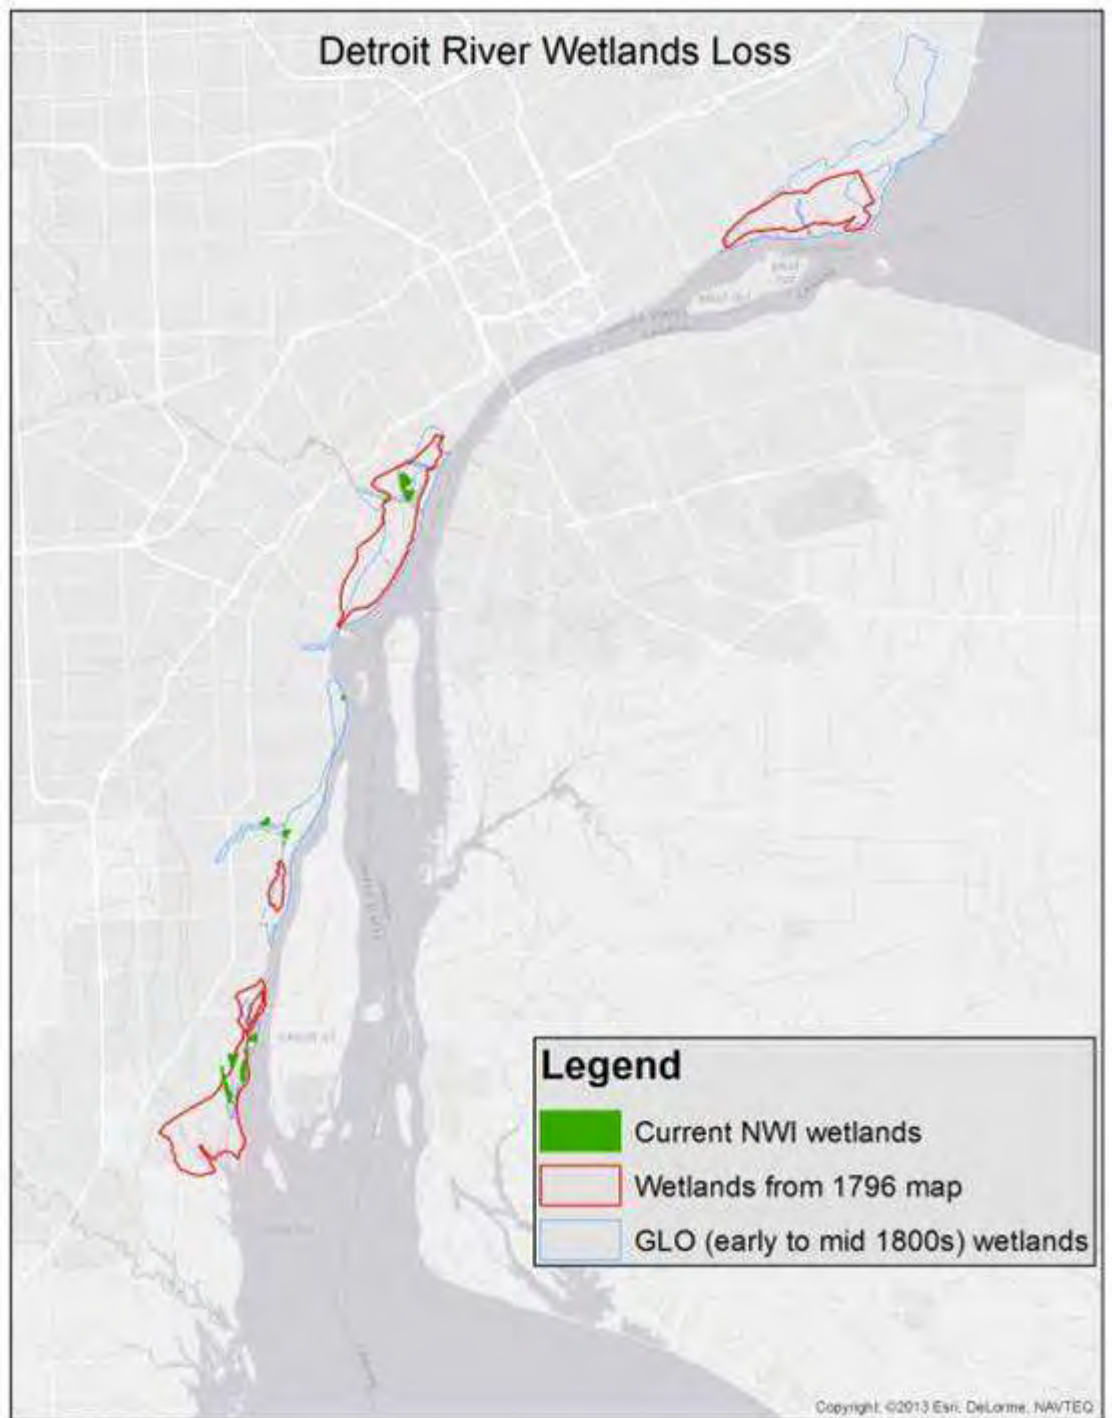 Detroit River Wetlands Loss
Legend
Current NWI wetlands
Wetlands from 1796 map
GLO (early to mid 1800s) wetlands
Copyright: ©2013 Esri, DeLorme, NAVTEQ